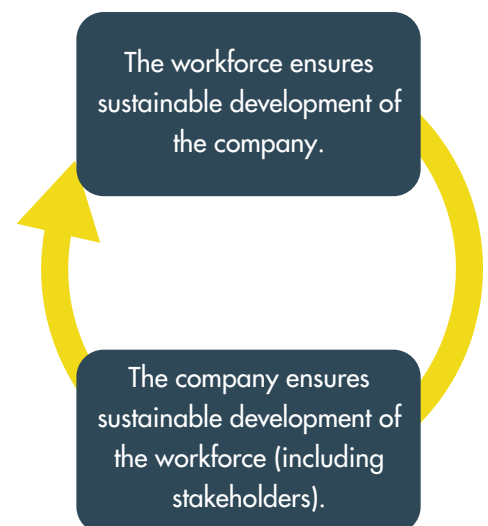 The workforce ensures
sustainable development of
the company.
The company ensures
sustainable development of
the workforce (including
stakeholders).